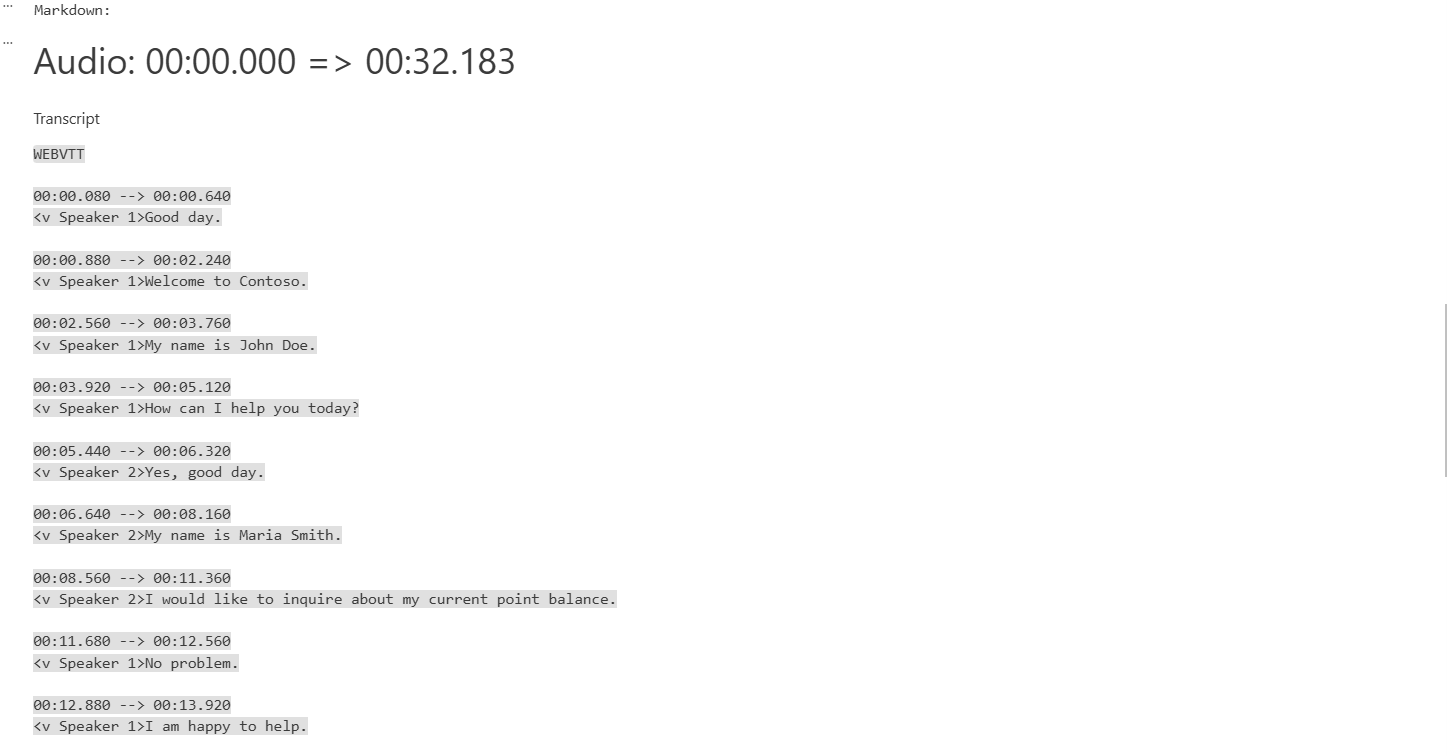 ...
Markdown:
...
Audio: 00:00.000 => 00:32.183
Transcript
WEBVTT
00:00.080 --> 00:00.640
<v Speaker 1>Good day.
00:00.880 --> 00:02.240
<v Speaker 1>Welcome to Contoso.
00:02.560 --> 00:03.760
<v Speaker 1>My name is John Doe.
00:03.920 --> 00:05.120
<v Speaker 1>How can I help you today?
00:05.440 --> 00:06.320
<v Speaker 2>Yes, good day.
00:06.640 --> 00:08.160
<v Speaker 2>My name is Maria Smith.
00:08.560 --> 00:11.360
<v Speaker 2>I would like to inquire about my current point balance.
00:11.680 --> 00:12.560
<v Speaker 1>No problem.
00:12.880 --> 00:13.920
<v Speaker 1>I am happy to help.